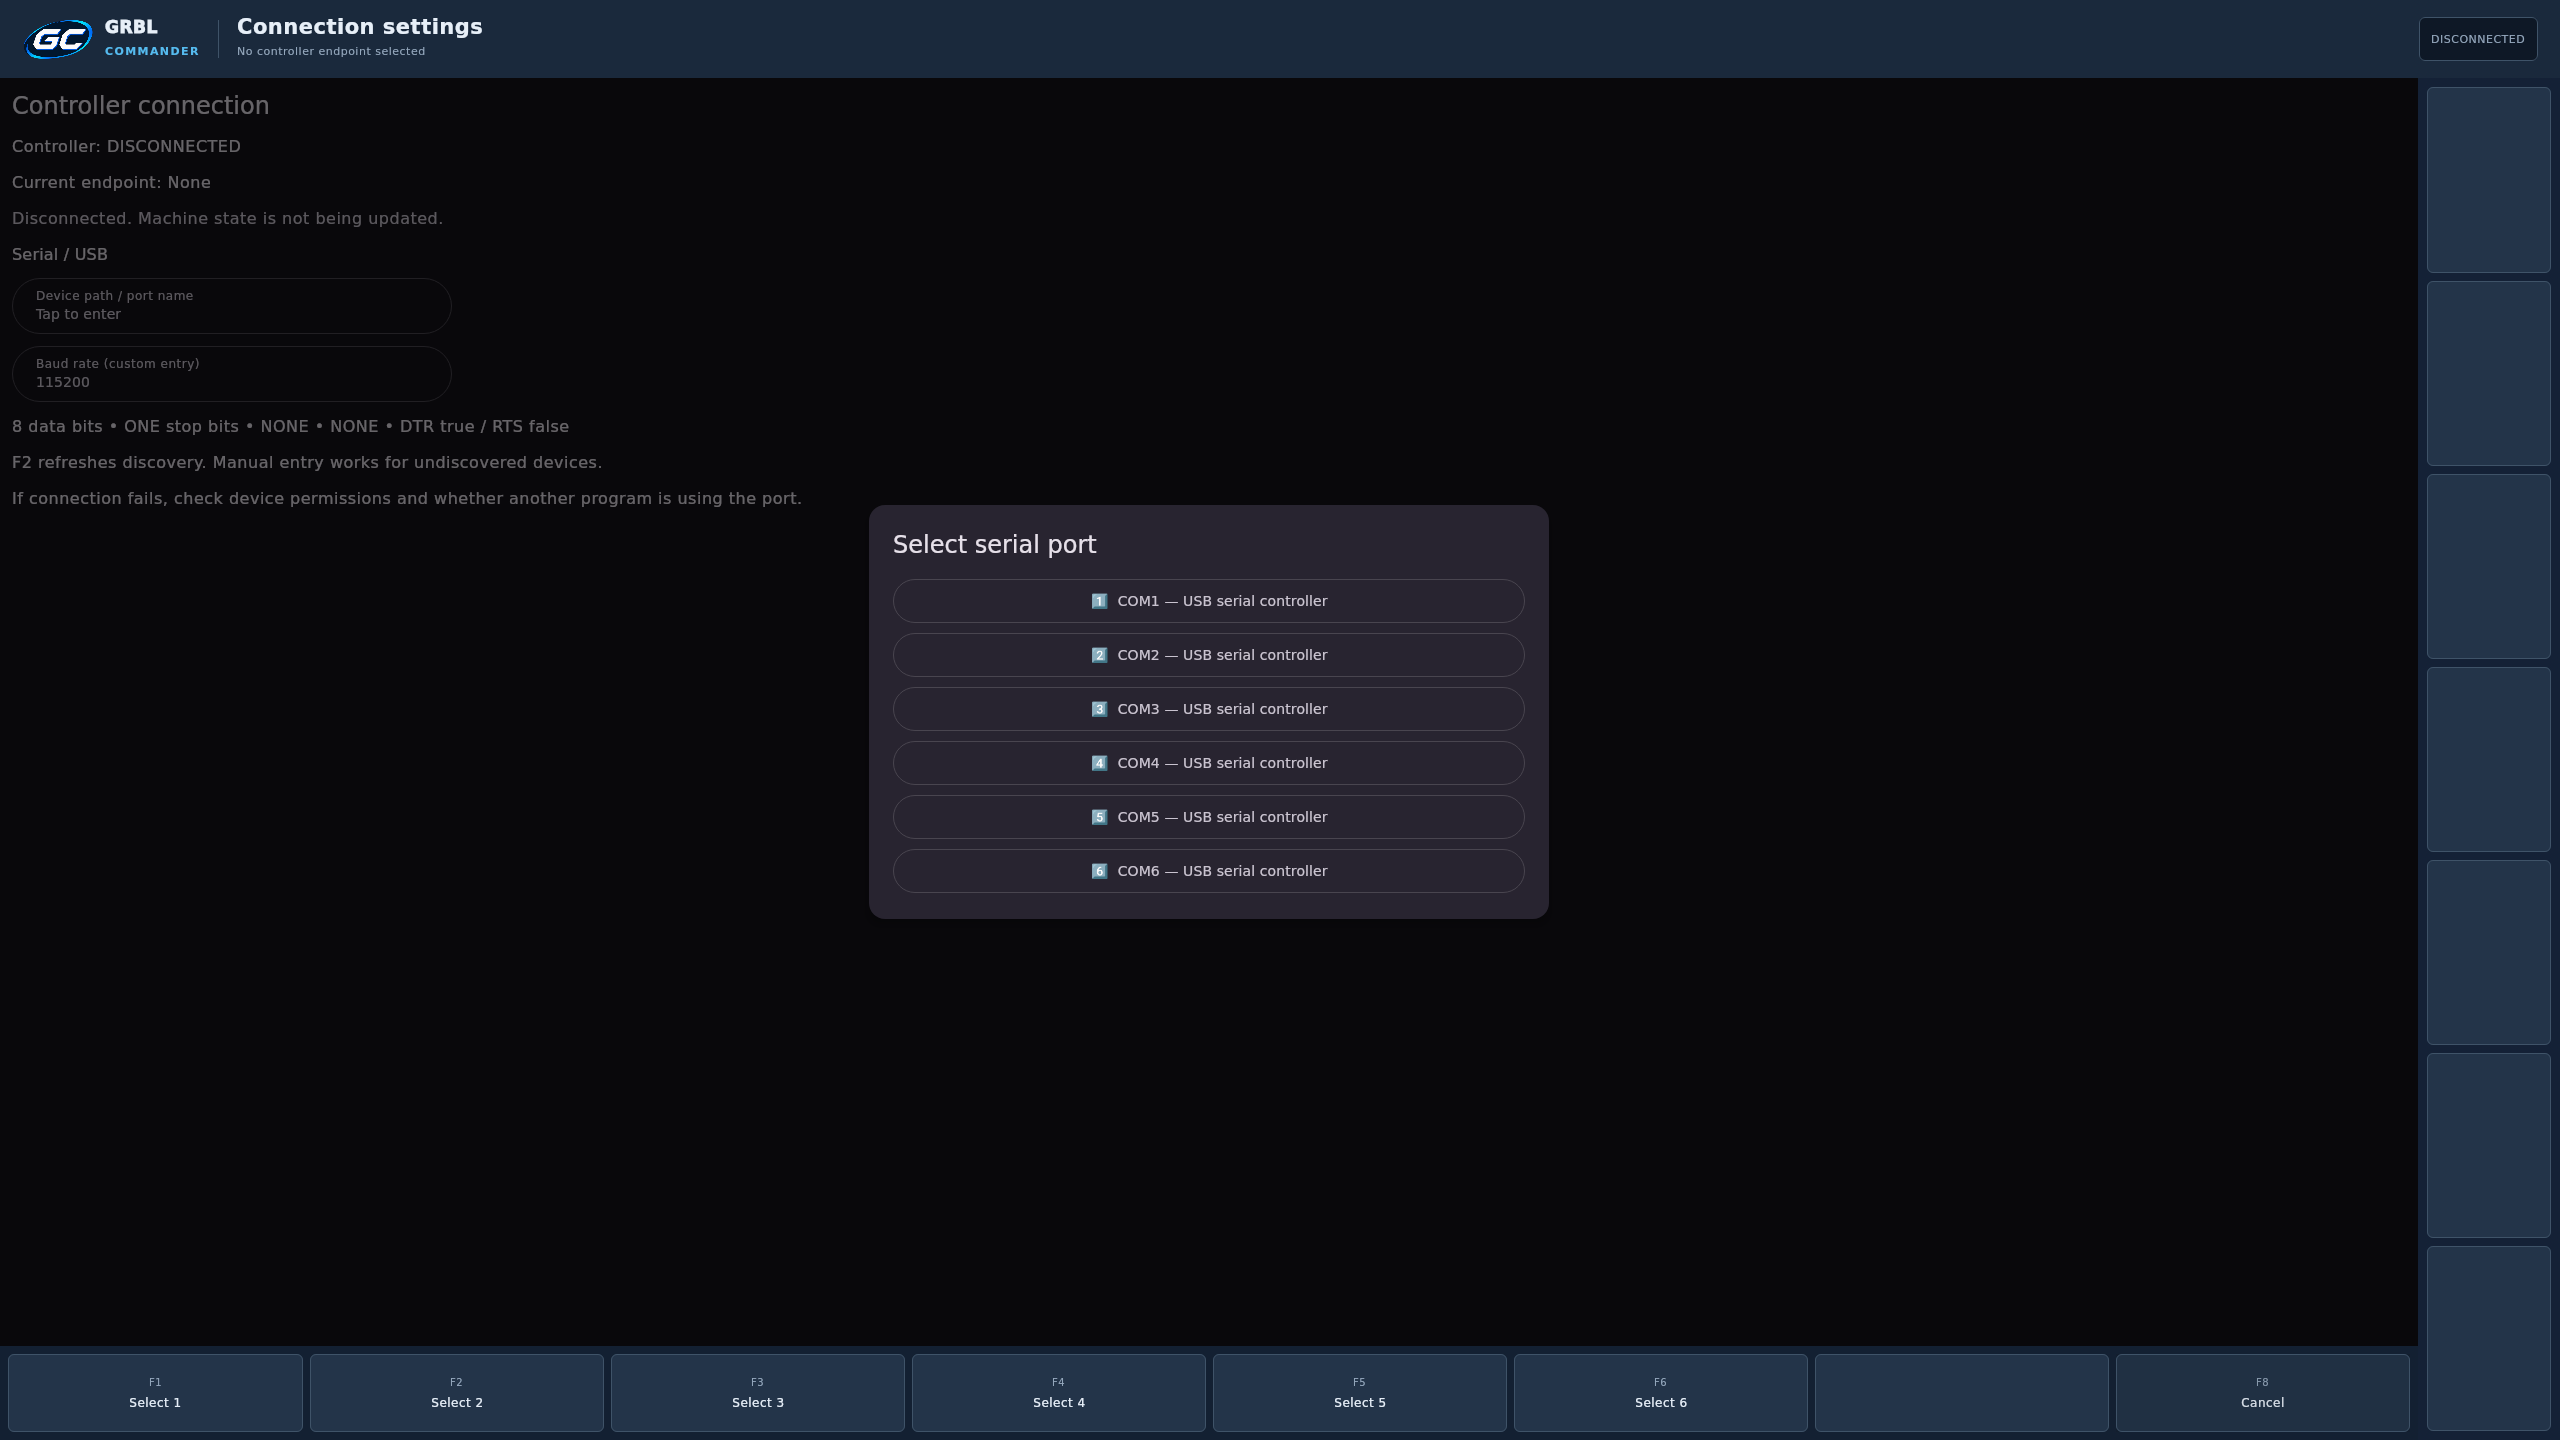 GC
GRBL
COMMANDER
Connection settings
No controller endpoint selected
DISCONNECTED
Controller connection
Controller: DISCONNECTED
Current endpoint: None
Disconnected. Machine state is not being updated.
Serial / USB
Device path / port name
Tap to enter
Baud rate (custom entry)
115200
8 data bits • ONE stop bits • NONE • NONE • DTR true / RTS false
F2 refreshes discovery. Manual entry works for undiscovered devices.
If connection fails, check device permissions and whether another program is using the port.
Select serial port
1 COM1 — USB serial controller
2 COM2 — USB serial controller
3 COM3 — USB serial controller
4 COM4 — USB serial controller
5 COM5 — USB serial controller
6 COM6 — USB serial controller
F1
Select 1
F2
Select 2
F3
Select 3
F4
Select 4
F5
Select 5
F6
Select 6
F8
Cancel